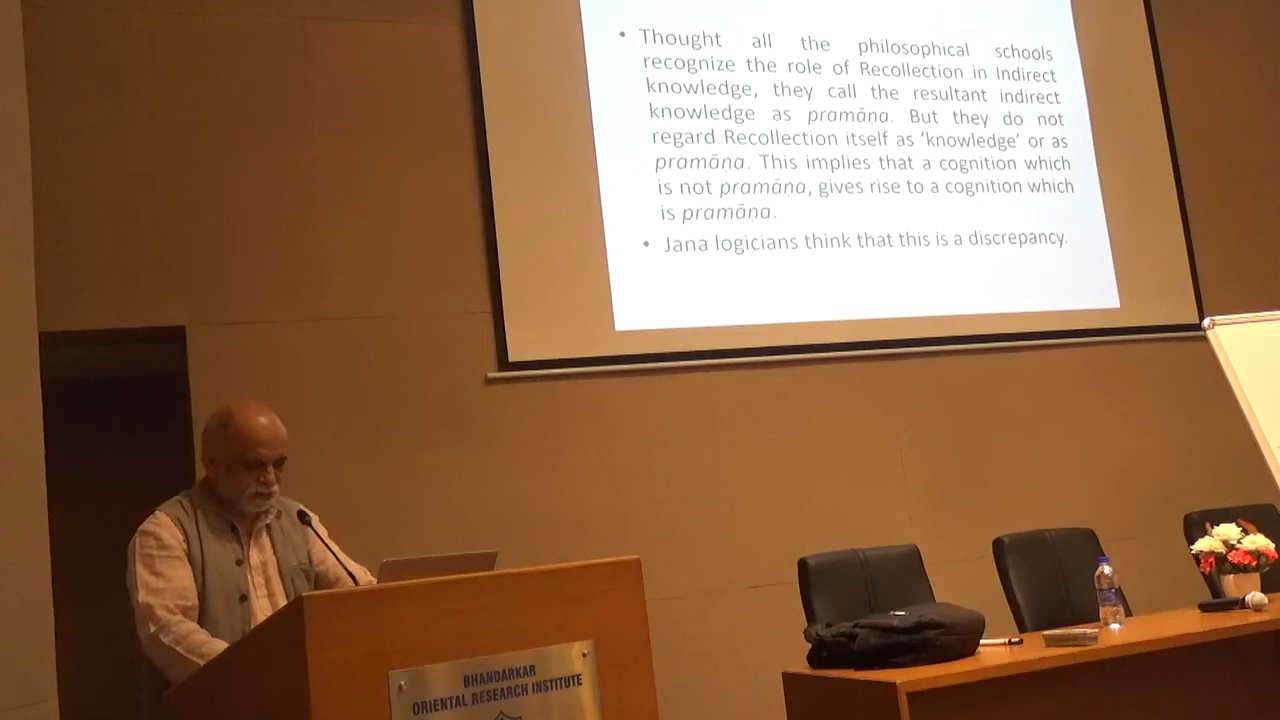 • Thought all the philosophical schools
recognize the role of Recollection in Indirect
knowledge, they call the resultant indirect
knowledge as pramāṇa. But they do not
regard Recollection itself as ‘knowledge’ or as
pramāṇa. This implies that a cognition which
is not pramāṇa, gives rise to a cognition which
is pramāṇa.
• Jana logicians think that this is a discrepancy.
BHANDARKAR
ORIENTAL RESEARCH INSTITUTE